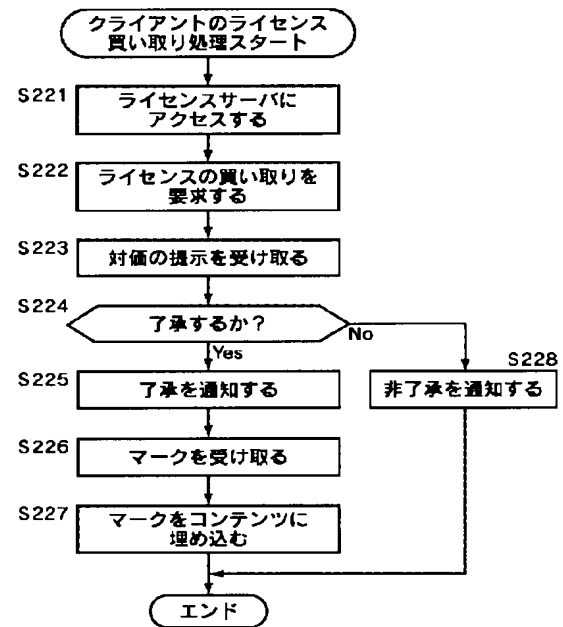 クライアントのライセンス
買い取り処理スタート
S221
ライセンスサーバに
アクセスする
S222
ライセンスの買い取りを
要求する
S223
対価の提示を受け取る
S224
了承するか？
No
Yes
S228
S225
了承を通知する
非了承を通知する
S226
マークを受け取る
S227
マークをコンテンツに
埋め込む
エンド